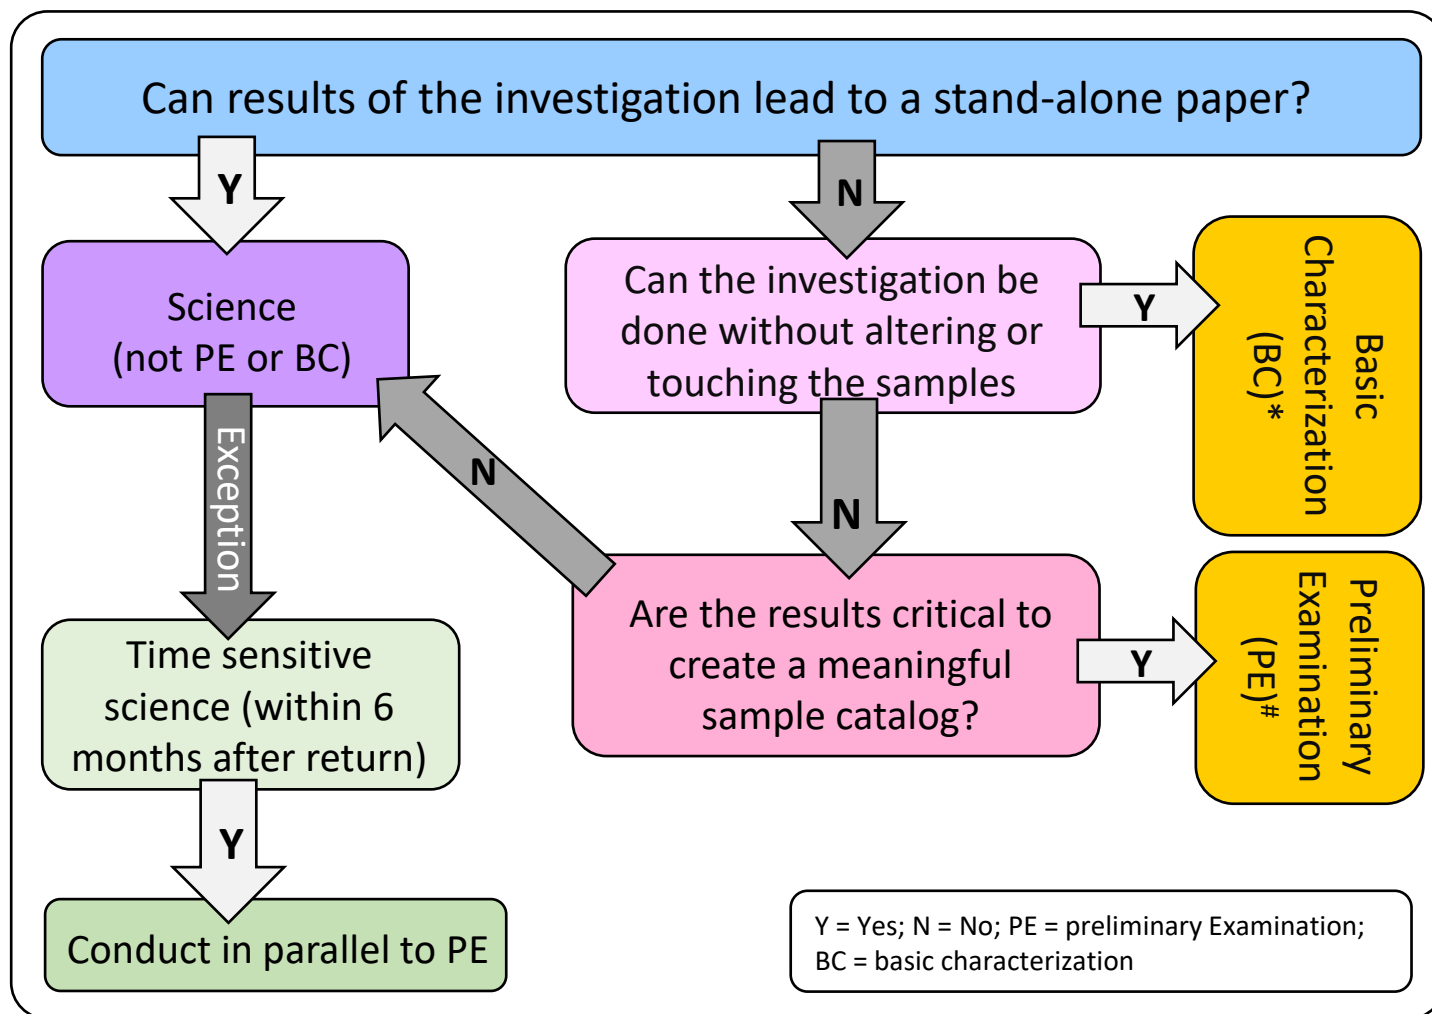 Can results of the investigation lead to a stand-alone paper?
Y
N
Science
(not PE or BC)
Can the investigation be
done without altering or
touching the samples
Y
Basic
Characterization
(BC)*
Exception
N
N
Time sensitive
science (within 6
months after return)
Are the results critical to
create a meaningful
sample catalog?
Y
Preliminary
Examination
(PE)#
Y
Conduct in parallel to PE
Y = Yes; N = No; PE = preliminary Examination;
BC = basic characterization